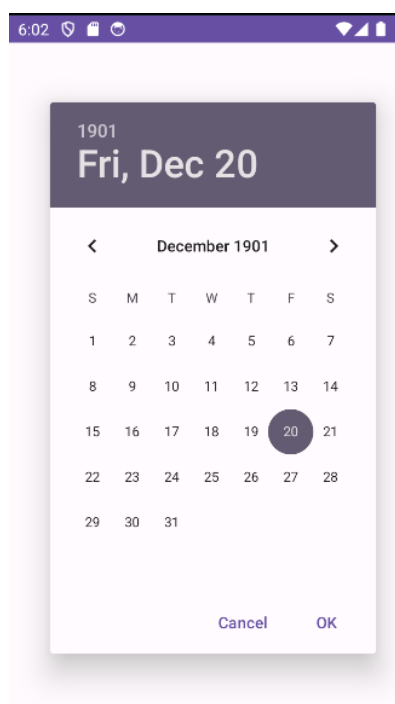 6:02
1901
Fri, Dec 20
December 1901
S M T W T F S
1 2 3 4 5 6 7
8 9 10 11 12 13 14
15 16 17 18 19 20 21
22 23 24 25 26 27 28
29 30 31
Cancel OK